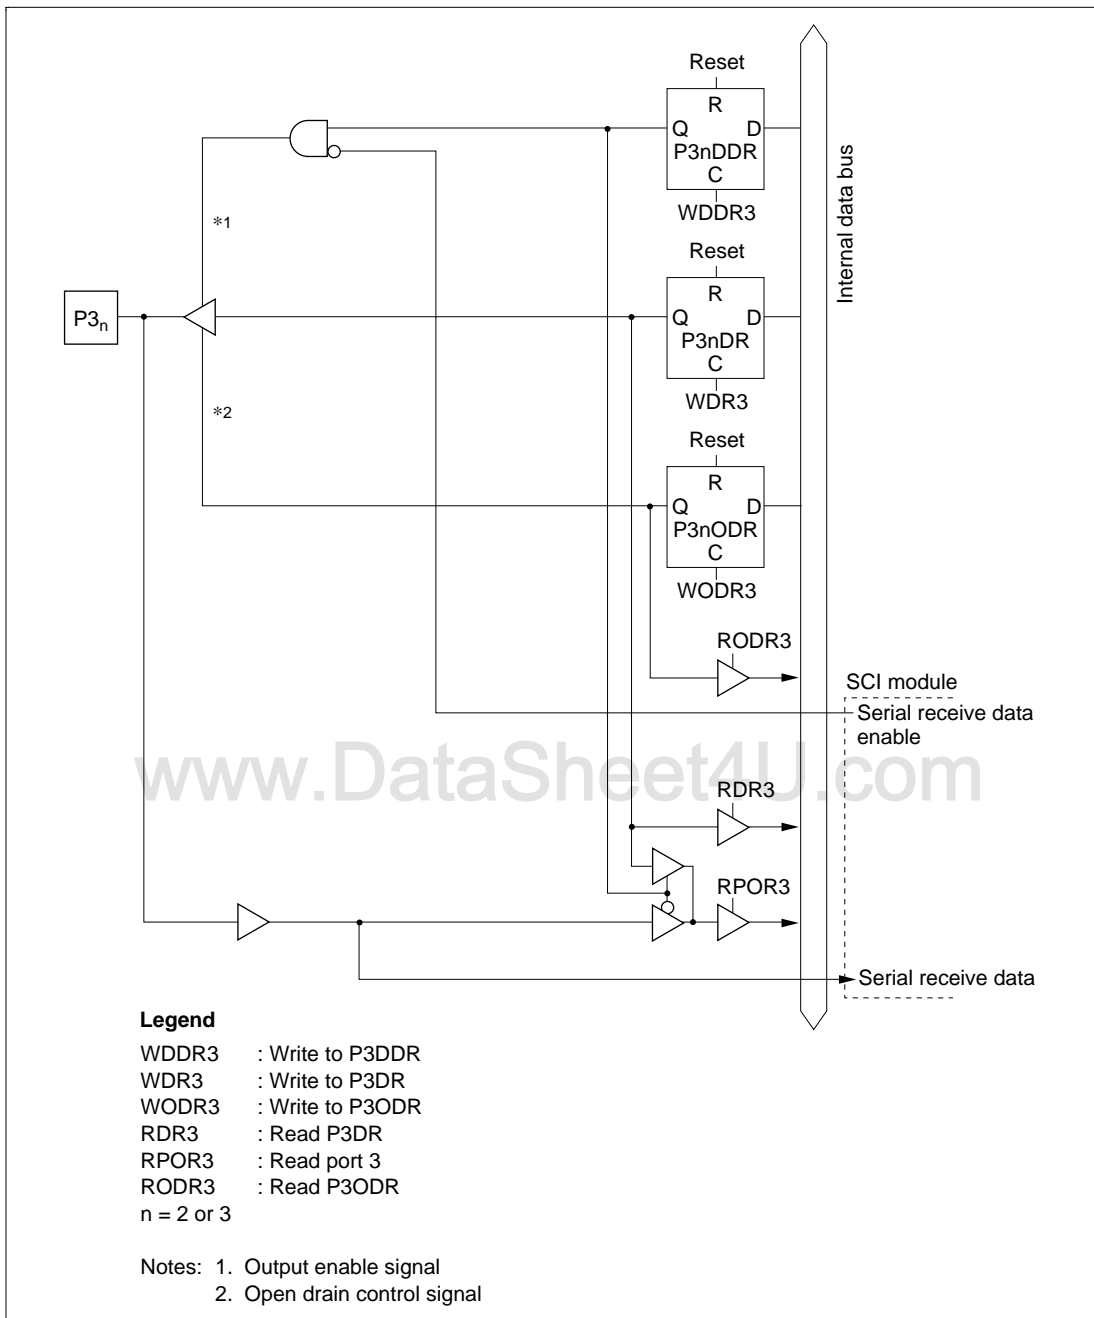 Reset
R
Q D
P3nDDR
C
WDDR3
Internal data bus
*1
Reset
R
P3n
Q D
P3nDR
C
WDR3
*2
Reset
R
Q D
P3nODR
C
WODR3
RODR3
SCI module
Serial receive data
enable
www.DataSheet4U.com
RDR3
RPOR3
Serial receive data
Legend
WDDR3 : Write to P3DDR
WDR3 : Write to P3DR
WODR3 : Write to P3ODR
RDR3 : Read P3DR
RPOR3 : Read port 3
RODR3 : Read P3ODR
n = 2 or 3
Notes: 1. Output enable signal
2. Open drain control signal